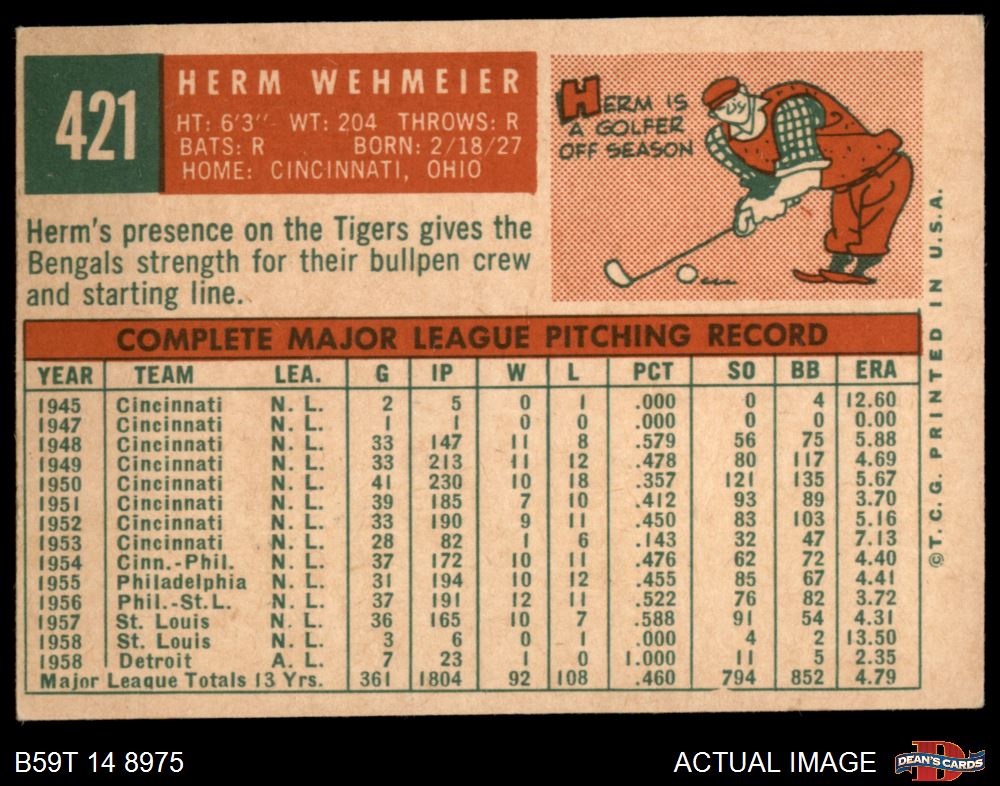 421
HERM WEHMEIER
HT: 6'3" WT: 204 THROWS: R
BATS: R BORN: 2/18/27
HOME: CINCINNATI, OHIO
HERM IS
A GOLFER
OFF SEASON
Herm's presence on the Tigers gives the
Bengals strength for their bullpen crew
and starting line.
COMPLETE MAJOR LEAGUE PITCHING RECORD
YEAR TEAM LEA. G IP W L PCT SO BB ERA
1945 Cincinnati N. L. 2 5 0 1 .000 0 4 12.60
1947 Cincinnati N. L. 1 1 0 0 .000 0 0 0.00
1948 Cincinnati N. L. 33 147 11 8 .579 56 75 5.88
1949 Cincinnati N. L. 33 213 11 12 .478 80 117 4.69
1950 Cincinnati N. L. 41 230 10 18 .357 121 135 5.67
1951 Cincinnati N. L. 39 185 7 10 .412 93 89 3.70
1952 Cincinnati N. L. 33 190 9 11 .450 83 103 5.16
1953 Cincinnati N. L. 28 82 1 6 .143 32 47 7.13
1954 Cinn.-Phil. N. L. 37 172 10 11 .476 62 72 4.40
1955 Philadelphia N. L. 31 194 10 12 .455 85 67 4.41
1956 Phil.-St.L. N. L. 37 191 12 11 .522 76 82 3.72
1957 St. Louis N. L. 36 165 10 7 .588 91 54 4.31
1958 St. Louis N. L. 3 6 0 1 .000 4 2 13.50
1958 Detroit A. L. 7 23 1 0 1.000 11 5 2.35
Major League Totals 13 Yrs. 361 1804 92 108 .460 794 852 4.79
©T. C. G. PRINTED IN U.S.A.
B59T 14 8975
ACTUAL IMAGE
DEAN'S CARDS